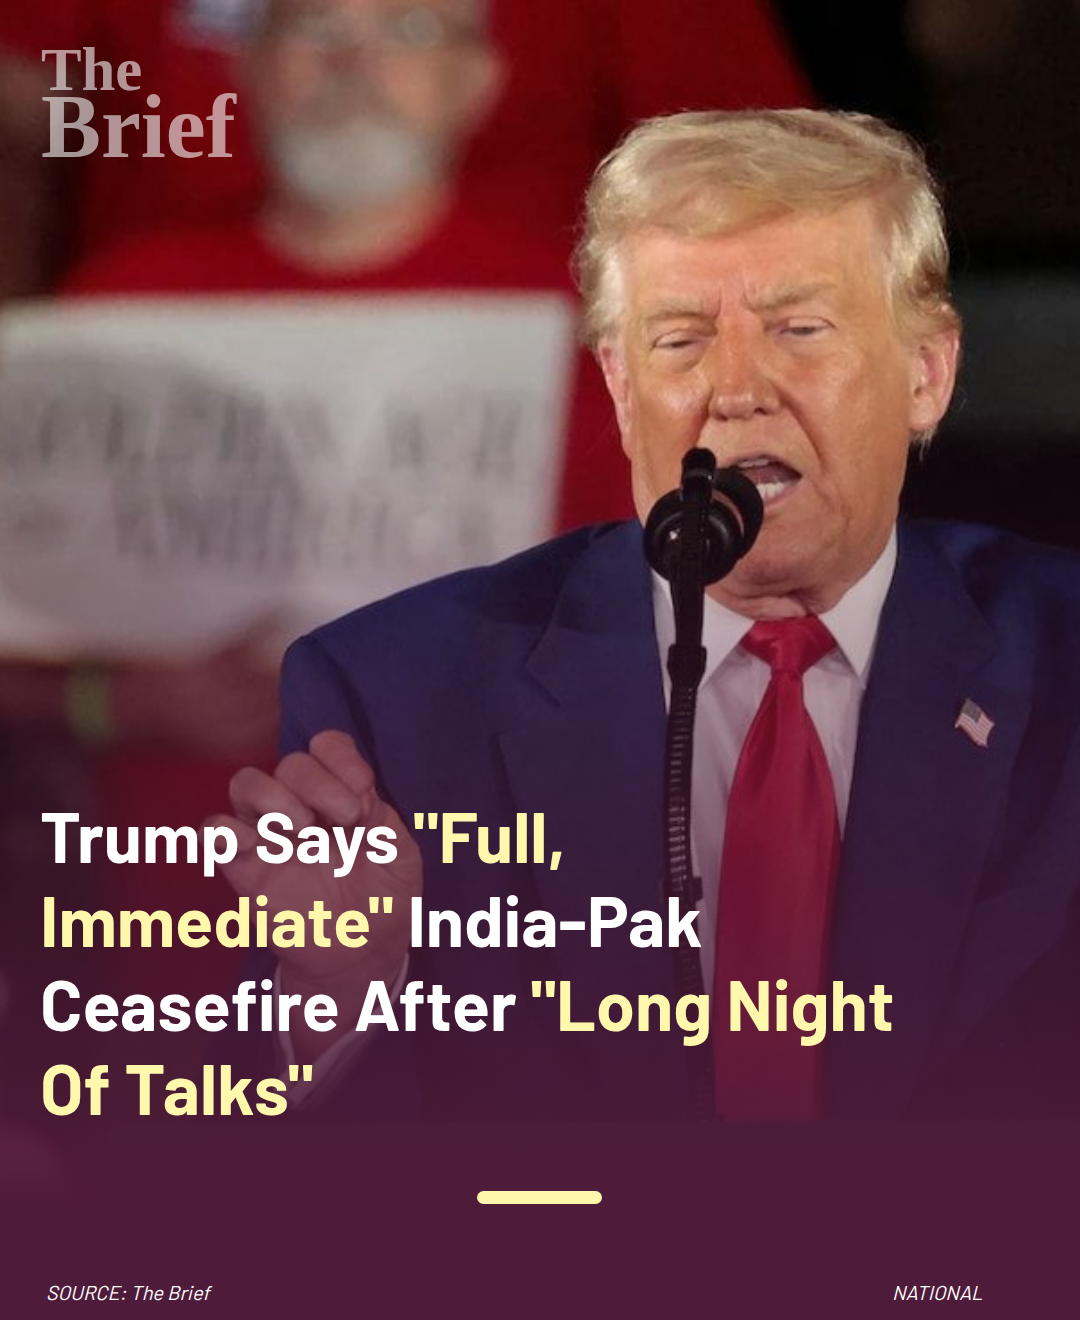 The
Brief
Trump Says "Full,
Immediate" India-Pak
Ceasefire After "Long Night
Of Talks"
SOURCE: The Brief
NATIONAL